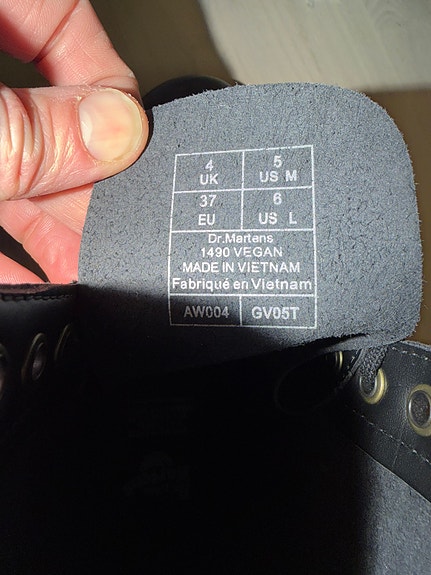 4 UK 5 US M
37 EU 6 US L
Dr.Martens
1490 VEGAN
MADE IN VIETNAM
Fabriqué en Vietnam
AW004 GV05T